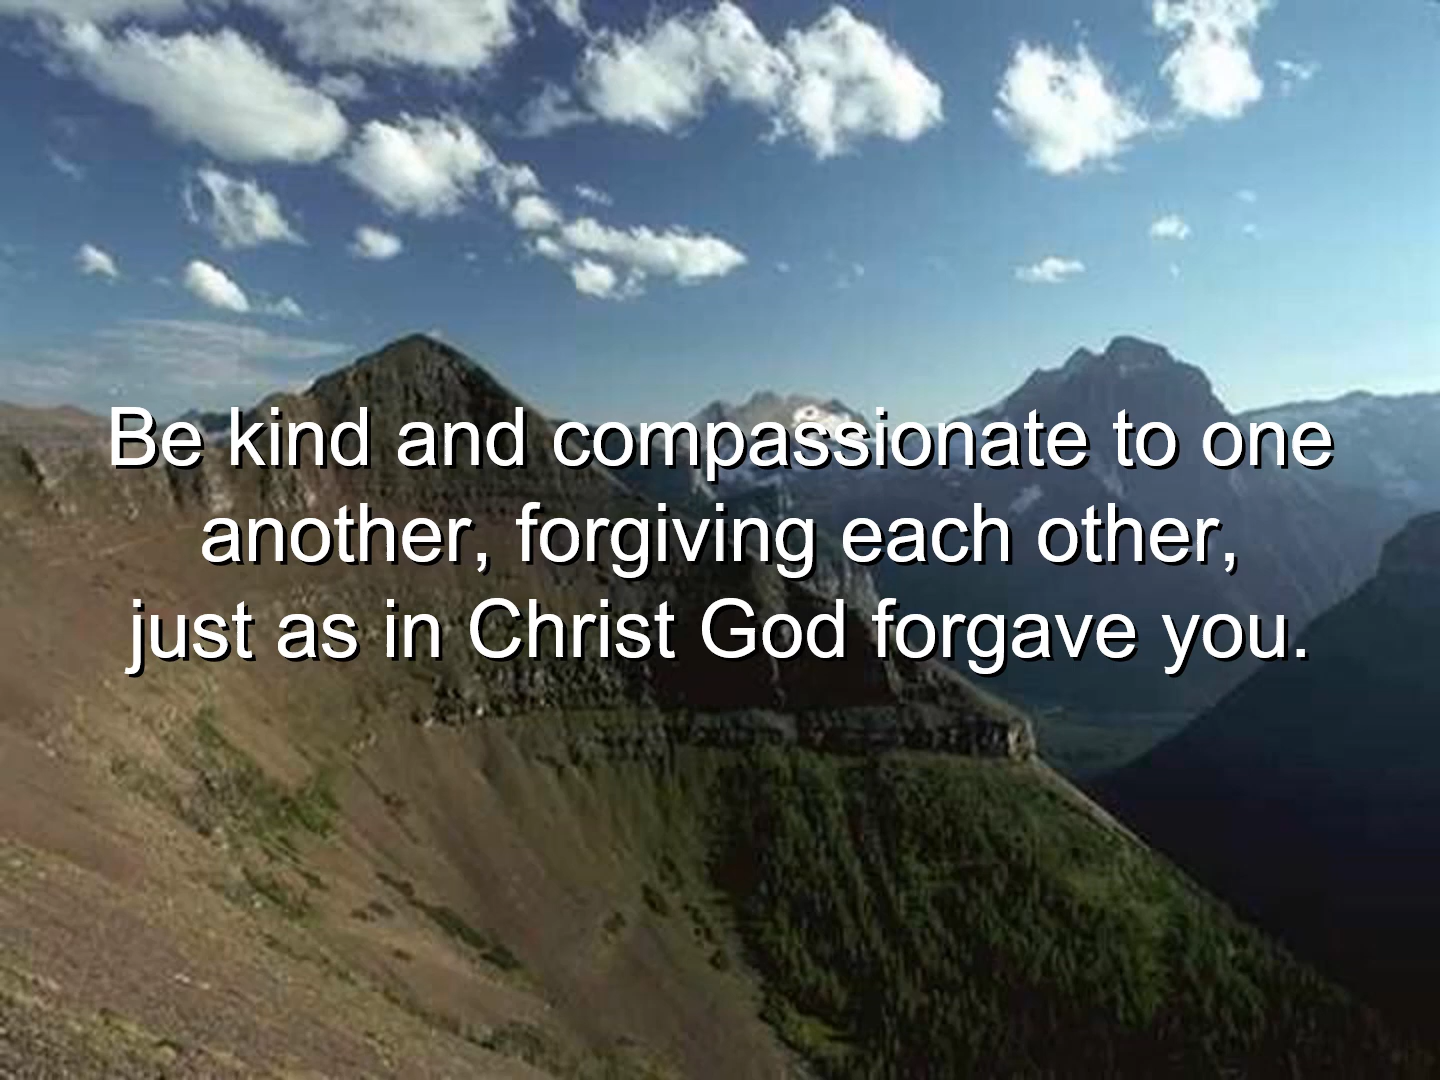 Be kind and compassionate to one
another, forgiving each other,
just as in Christ God forgave you.